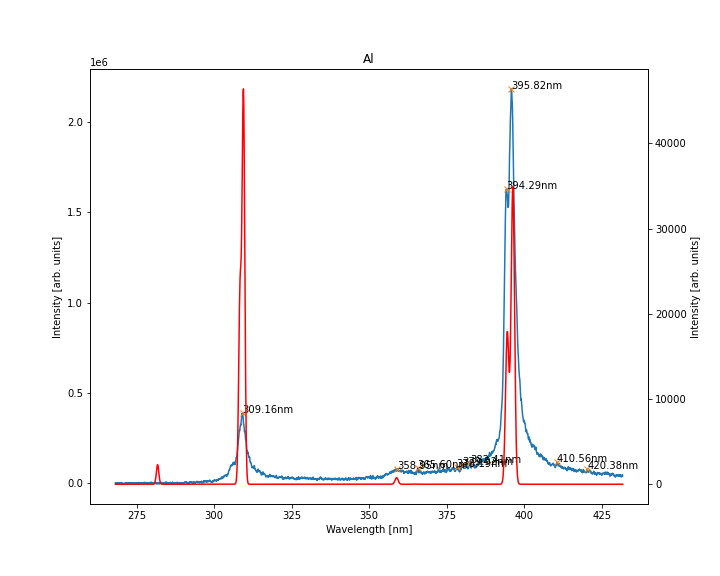 Al
1e6
395.82nm
2.0
40000
394.29nm
1.5
30000
Intensity [arb. units]
Intensity [arb. units]
1.0
20000
0.5
309.16nm
10000
410.56nm
420.38nm
0.0
0
275
300
325
350
375
400
425
Wavelength [nm]